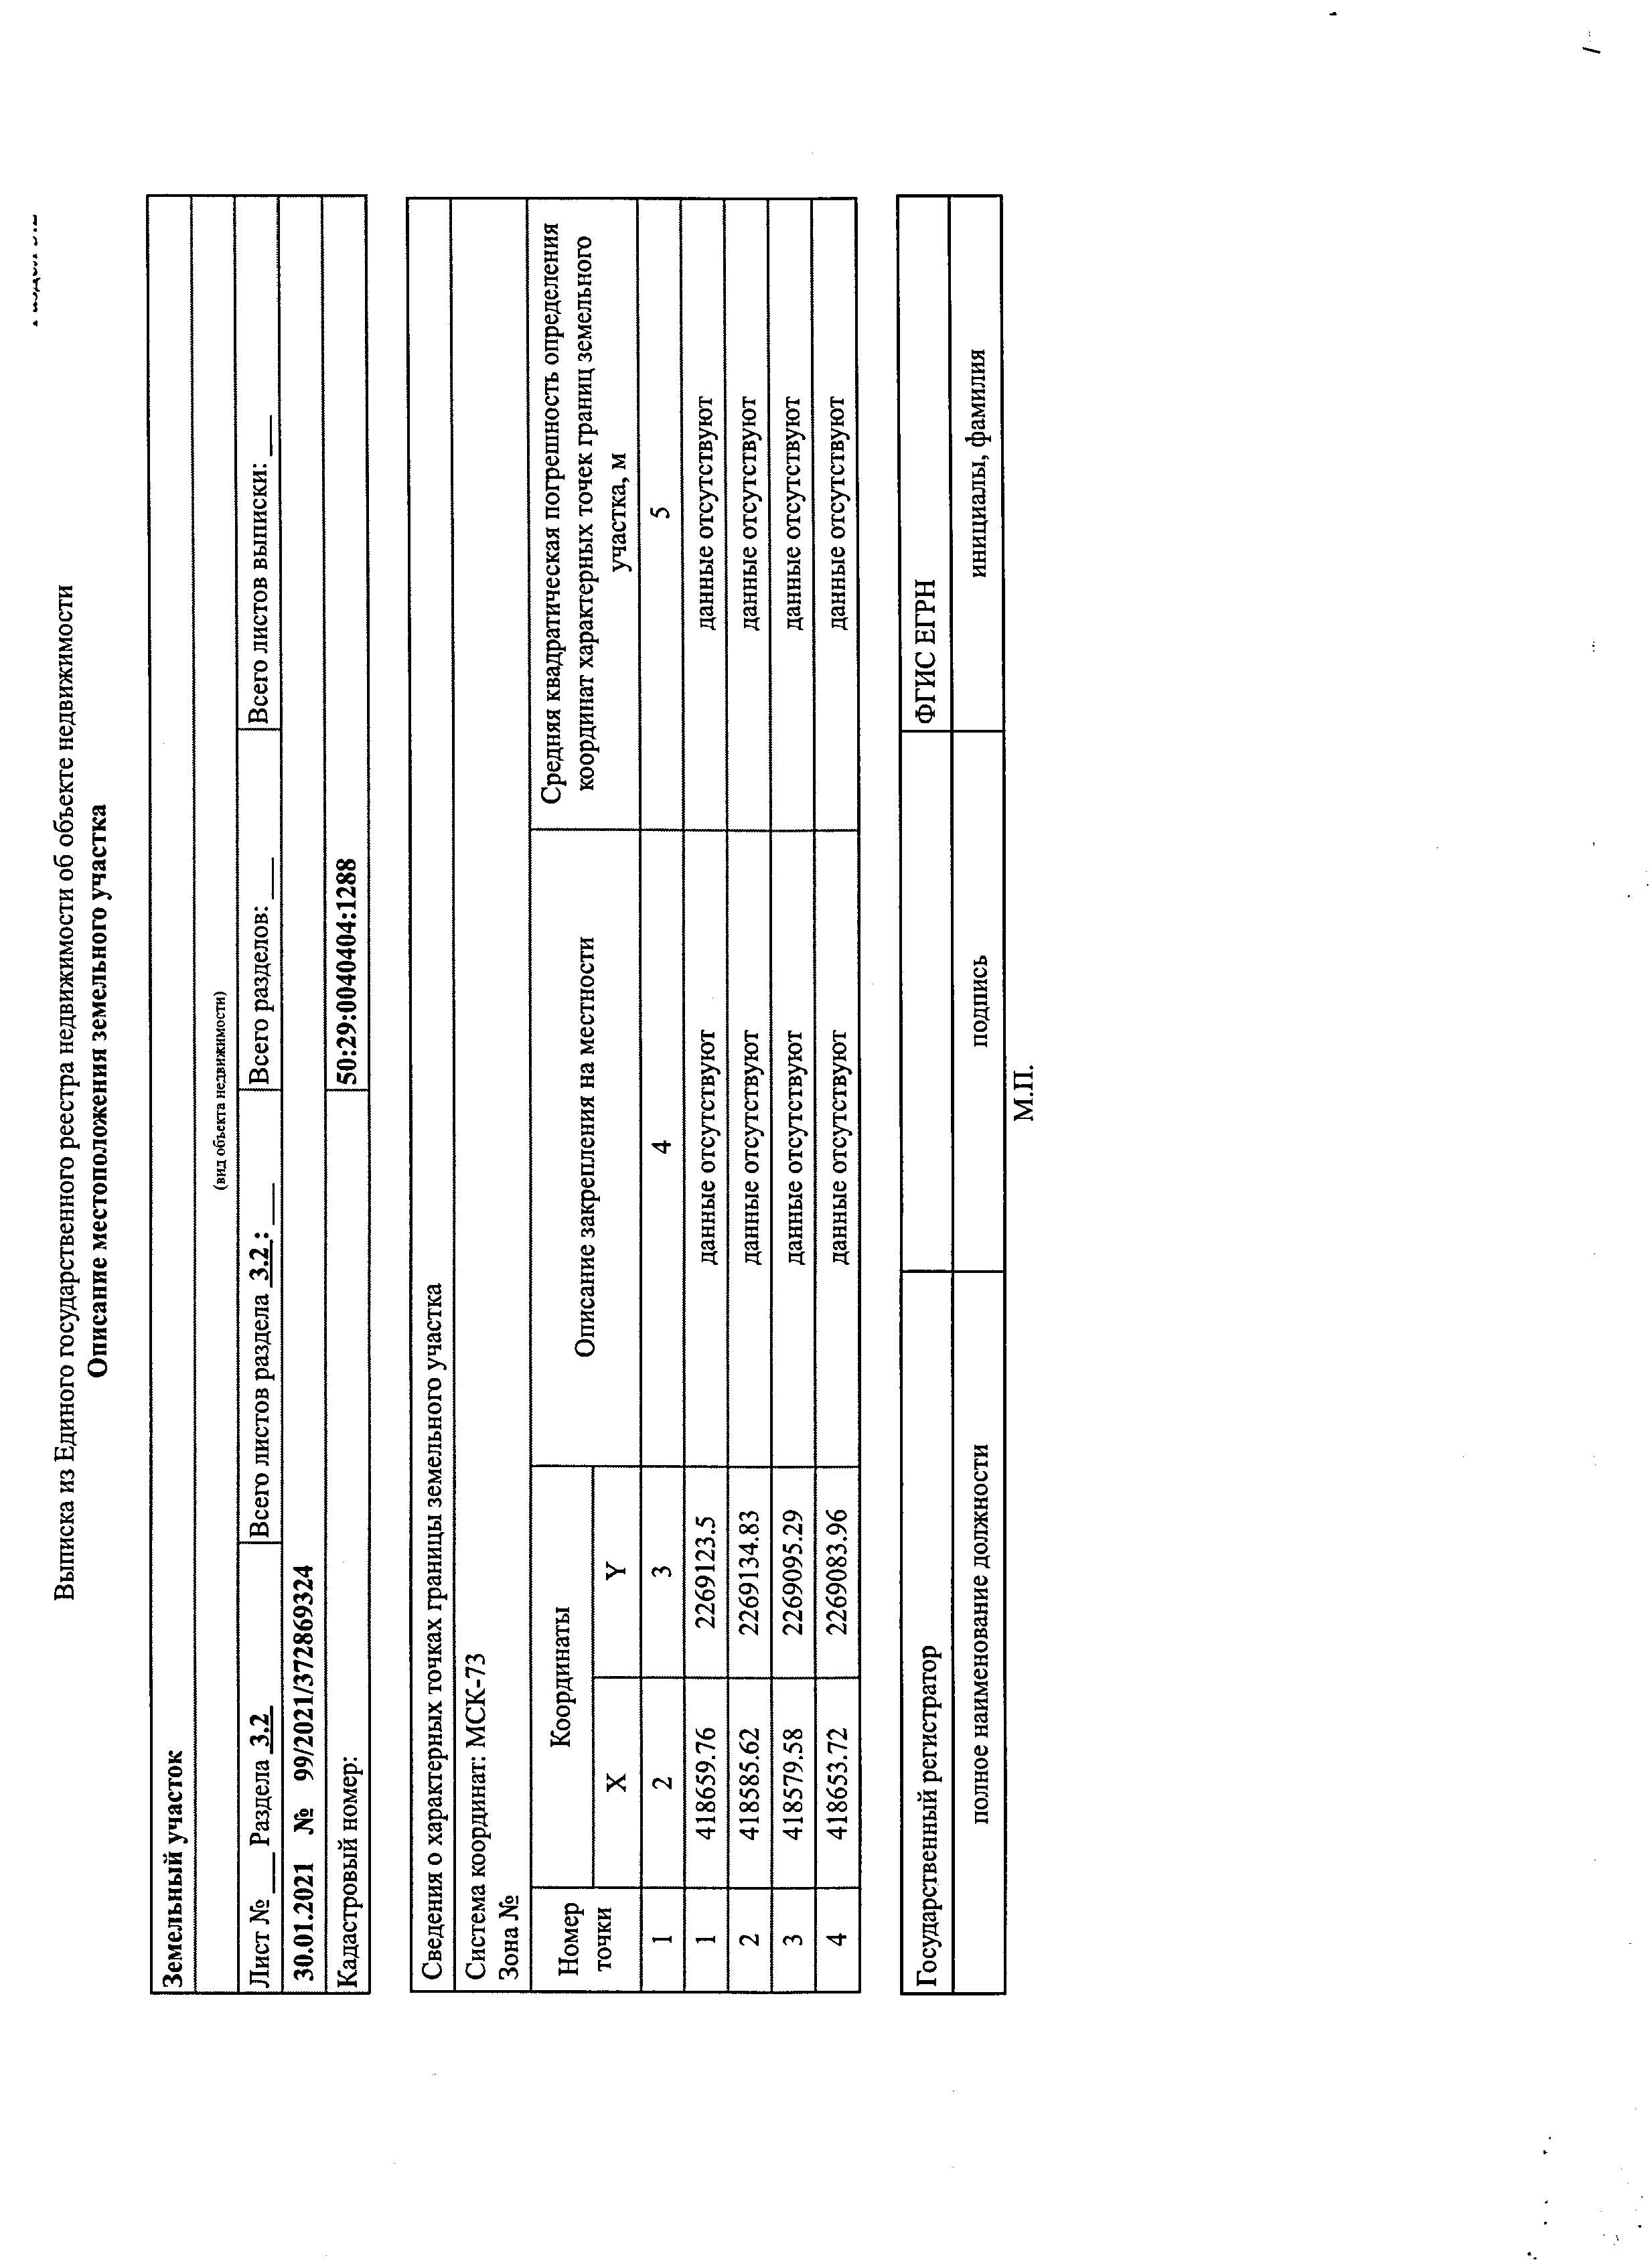 Выписка из Единого государственного реестра недвижимости об объекте недвижимости
Описание местоположения земельного участка
Земельный участок
(вид объекта недвижимости)
Лист № ___ Раздела 3.2 Всего листов раздела 3.2 : ___ Всего разделов: ___ Всего листов выписки: ___
30.01.2021 № 99/2021/372869324
Кадастровый номер: 50:29:0040404:1288
Сведения о характерных точках границы земельного участка
Система координат: МСК-73
Зона №
Номер точки Координаты Описание закрепления на местности Средняя квадратическая погрешность определения координат характерных точек границ земельного участка, м
X Y
1 2 3 4 5
1 418659.76 2269123.5 данные отсутствуют данные отсутствуют
2 418585.62 2269134.83 данные отсутствуют данные отсутствуют
3 418579.58 2269095.29 данные отсутствуют данные отсутствуют
4 418653.72 2269083.96 данные отсутствуют данные отсутствуют
Государственный регистратор ФГИС ЕГРН
полное наименование должности подпись инициалы, фамилия
М.П.